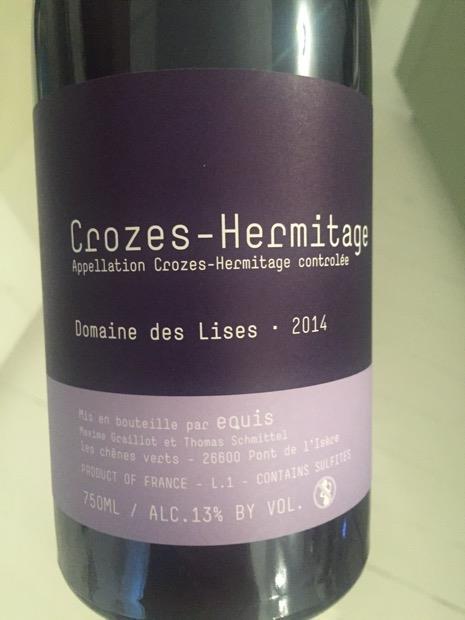 Crozes-Hermitage
Appellation Crozes-Hermitage controlée
Domaine des Lises · 2014
Mis en bouteille par equis
Maxime Graillot et Thomas Schmittel
les chênes verts - 26600 Pont de l'Isère
PRODUCT OF FRANCE - L.1 - CONTAINS SULFITES
750ML / ALC.13% BY VOL.